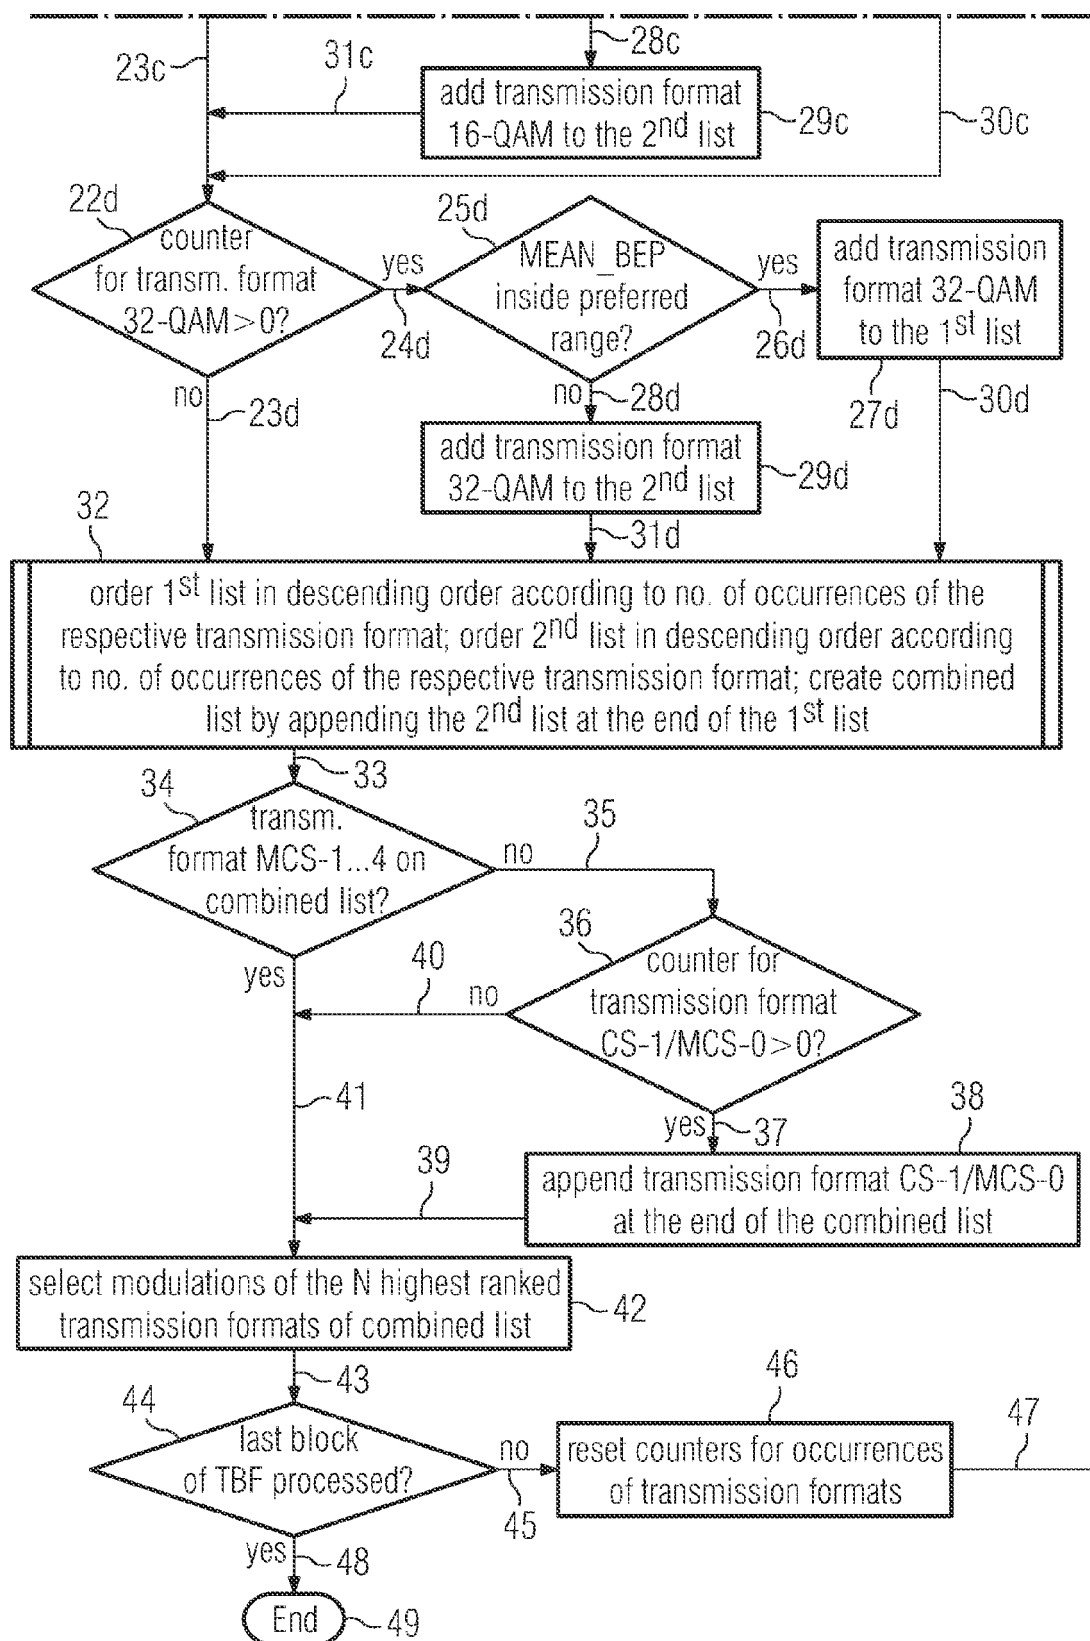 28c
23c
31c
add transmission format
16-QAM to the 2nd list
29c
30c
22d
counter
for transm. format
32-QAM>0?
yes
24d
25d
MEAN_BEP
inside preferred
range?
yes
26d
add transmission
format 32-QAM
to the 1st list
27d
no
23d
no
28d
30d
add transmission format
32-QAM to the 2nd list
29d
31d
32
order 1st list in descending order according to no. of occurrences of the
respective transmission format; order 2nd list in descending order according
to no. of occurrences of the respective transmission format; create combined
list by appending the 2nd list at the end of the 1st list
33
34
transm.
format MCS-1...4 on
combined list?
no
35
yes
36
counter for
transmission format
CS-1/MCS-0>0?
no
40
41
yes
37
38
append transmission format CS-1/MCS-0
at the end of the combined list
39
select modulations of the N highest ranked
transmission formats of combined list
42
43
44
last block
of TBF processed?
no
45
46
reset counters for occurrences
of transmission formats
47
yes
48
End
49